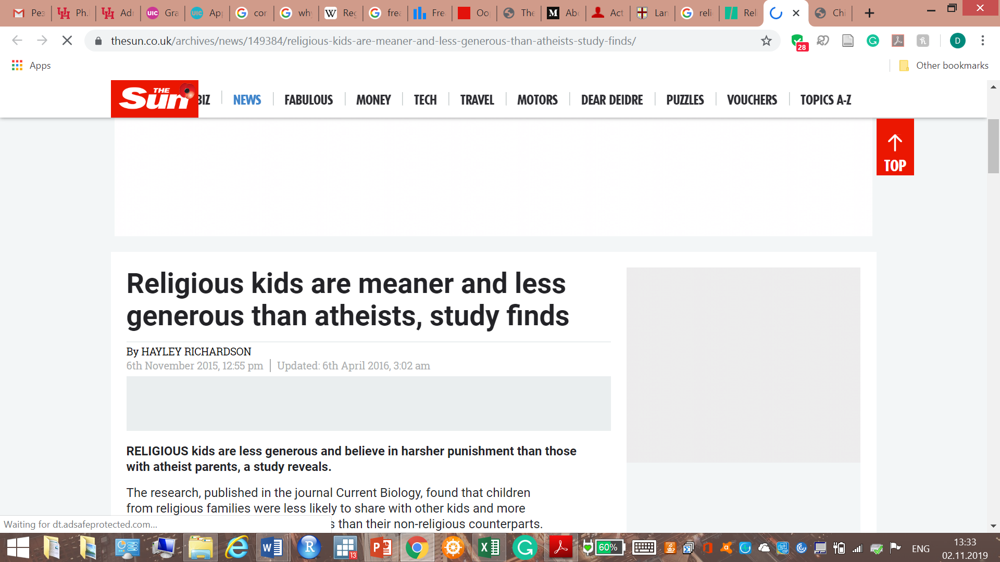 Pea
Ph.
Adr
UIC
Gra
UIC
App
G
cor
G
why
W
Reg
G
frea
Fre
Oo
The
M
Abo
Act
Lan
G
reli
Rel
Chi
thesun.co.uk/archives/news/149384/religious-kids-are-meaner-and-less-generous-than-atheists-study-finds/
28
D
Apps
Other bookmarks
THE
Sun
BIZ
NEWS
FABULOUS
MONEY
TECH
TRAVEL
MOTORS
DEAR DEIDRE
PUZZLES
VOUCHERS
TOPICS A-Z
TOP
Religious kids are meaner and less
generous than atheists, study finds
By HAYLEY RICHARDSON
6th November 2015, 12:55 pm
Updated: 6th April 2016, 3:02 am
RELIGIOUS kids are less generous and believe in harsher punishment than those
with atheist parents, a study reveals.
The research, published in the journal Current Biology, found that children
from religious families were less likely to share with other kids and more
s than their non-religious counterparts.
Waiting for dt.adsafeprotected.com...
13
60%
ENG
13:33
02.11.2019